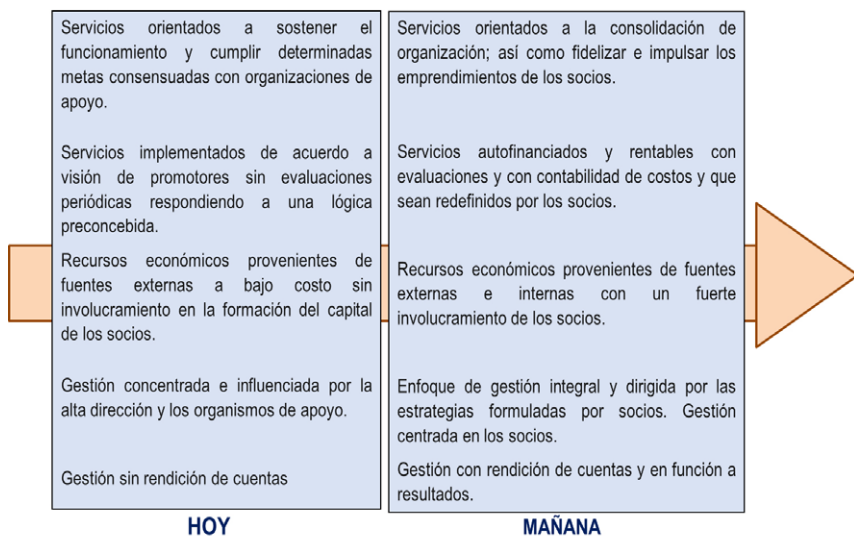 Servicios orientados a sostener el
funcionamiento y cumplir determinadas
metas consensuadas con organizaciones de
apoyo.
Servicios implementados de acuerdo a
visión de promotores sin evaluaciones
periódicas respondiendo a una lógica
preconcebida.
Recursos económicos provenientes de
fuentes externas a bajo costo sin
involucramiento en la formación del capital
de los socios.
Gestión concentrada e influenciada por la
alta dirección y los organismos de apoyo.
Gestión sin rendición de cuentas
HOY
Servicios orientados a la consolidación de
organización; así como fidelizar e impulsar los
emprendimientos de los socios.
Servicios autofinanciados y rentables con
evaluaciones y con contabilidad de costos y que
sean redefinidos por los socios.
Recursos económicos provenientes de fuentes
externas e internas con un fuerte
involucramiento de los socios.
Enfoque de gestión integral y dirigida por las
estrategias formuladas por socios. Gestión
centrada en los socios.
Gestión con rendición de cuentas y en función a
resultados.
MAÑANA